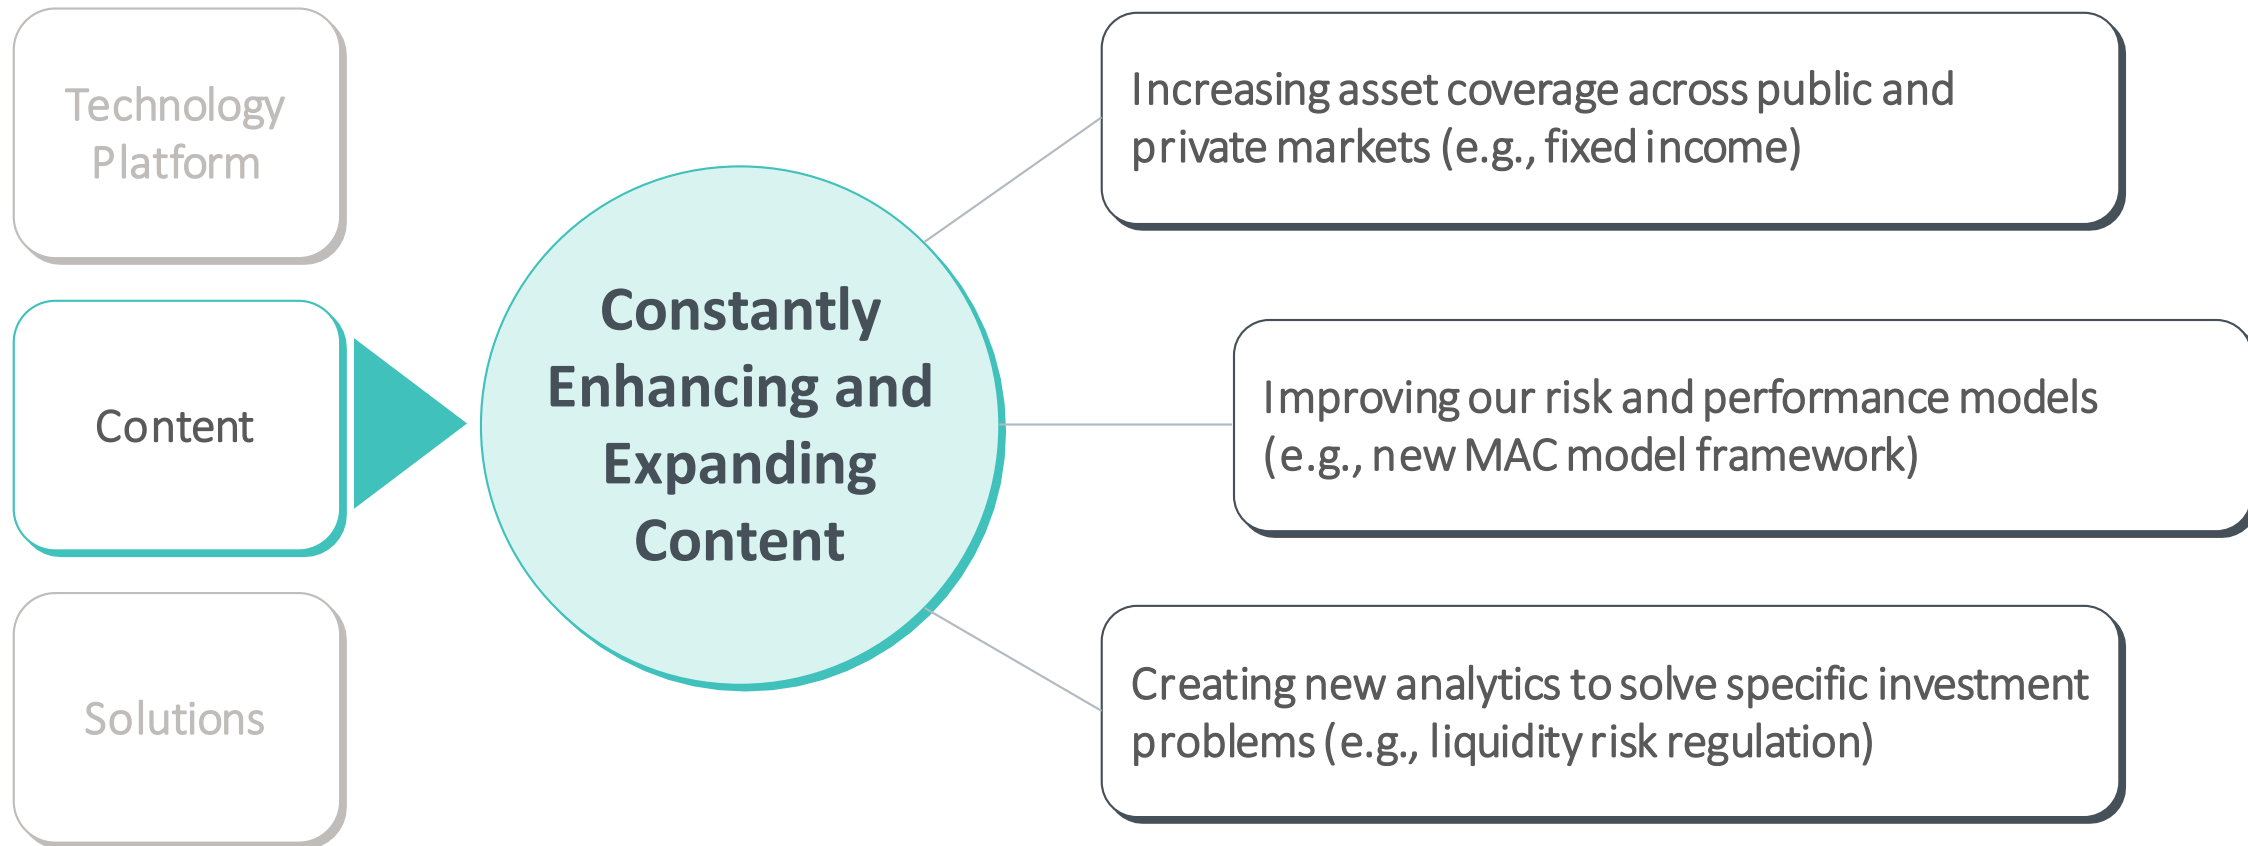 Technology
Platform
Content
Solutions
Constantly
Enhancing and
Expanding
Content
Increasing asset coverage across public and
private markets (e.g., fixed income)
Improving our risk and performance models
(e.g., new MAC model framework)
Creating new analytics to solve specific investment
problems (e.g., liquidity risk regulation)